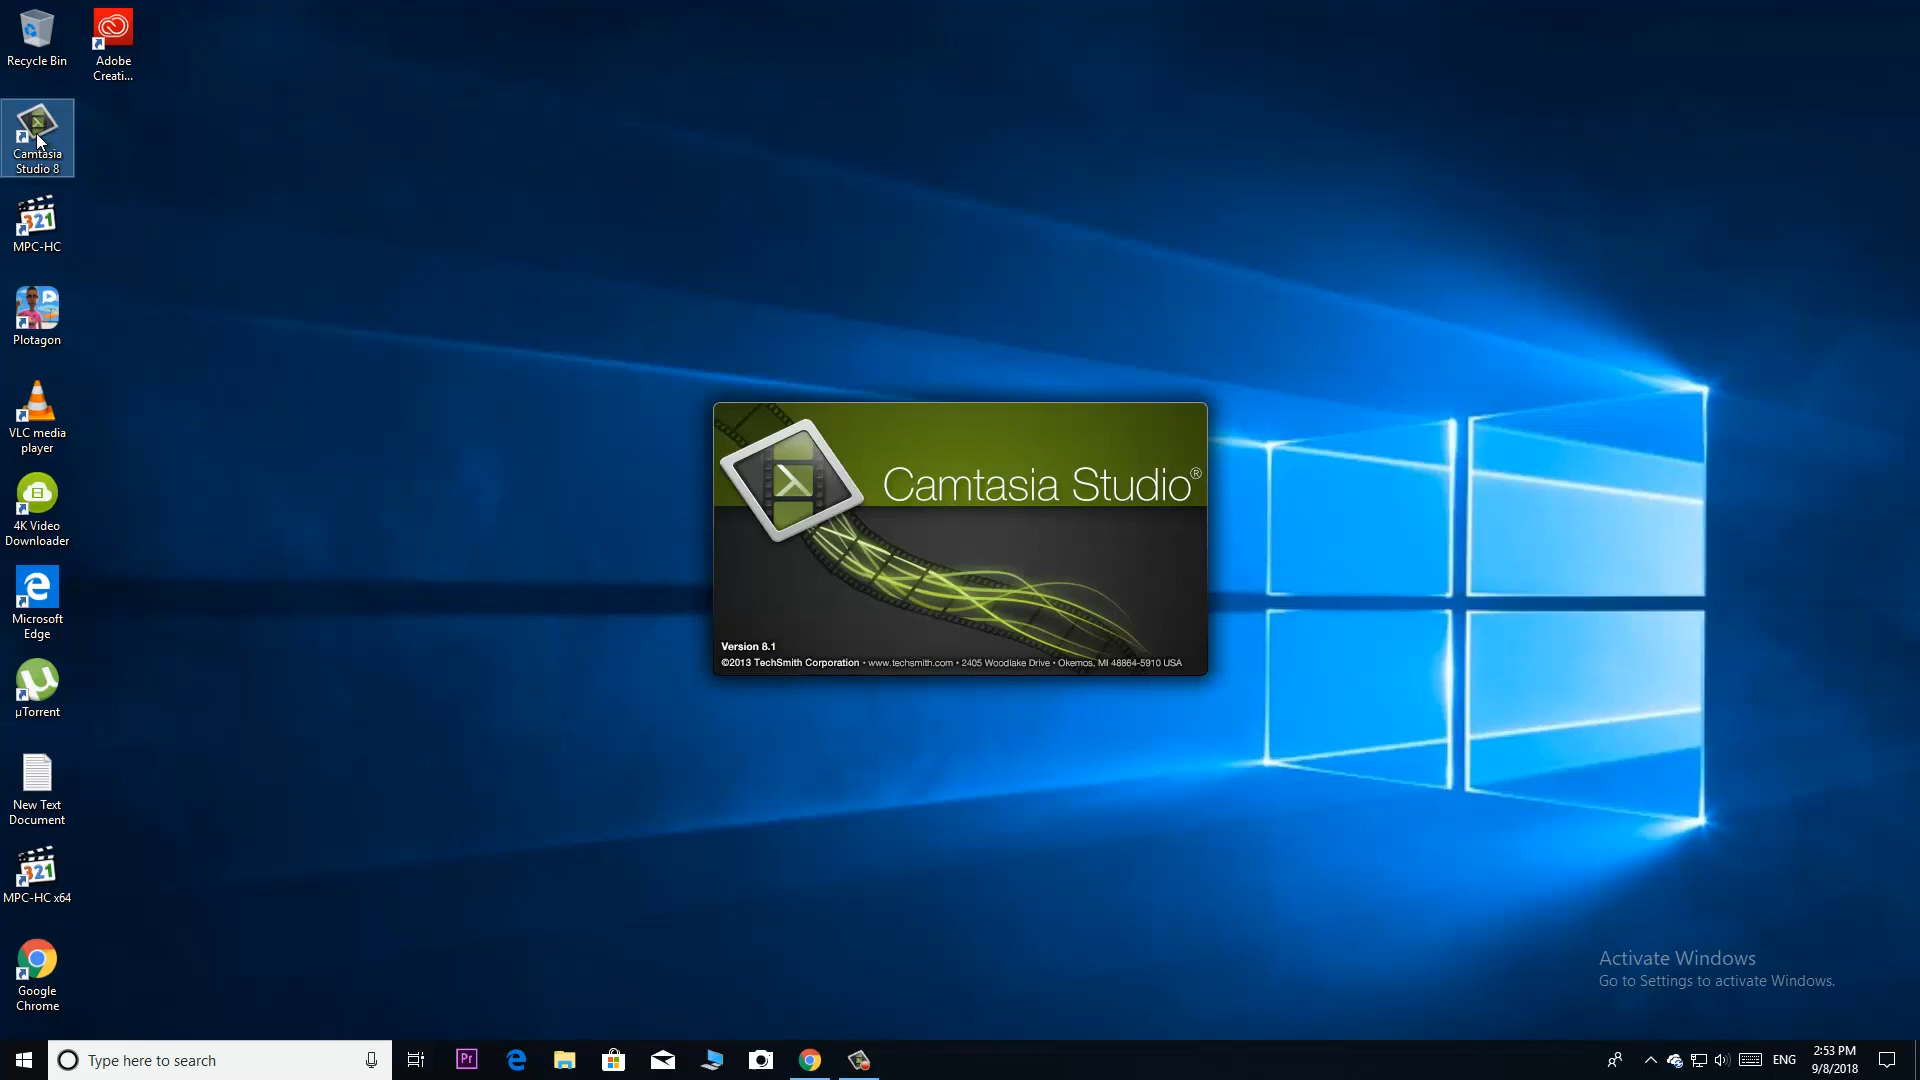 Recycle Bin
Adobe
Creati...
Camtasia
Studio 8
MPC-HC
Plotagon
VLC media
player
4K Video
Downloader
Microsoft
Edge
µTorrent
New Text
Document
MPC-HC x64
Google
Chrome
Camtasia Studio®
Version 8.1
©2013 TechSmith Corporation • www.techsmith.com • 2405 Woodlake Drive • Okemos, MI 48864-5910 USA
Activate Windows
Go to Settings to activate Windows.
Type here to search
Pr
ENG
2:53 PM
9/8/2018
321
321